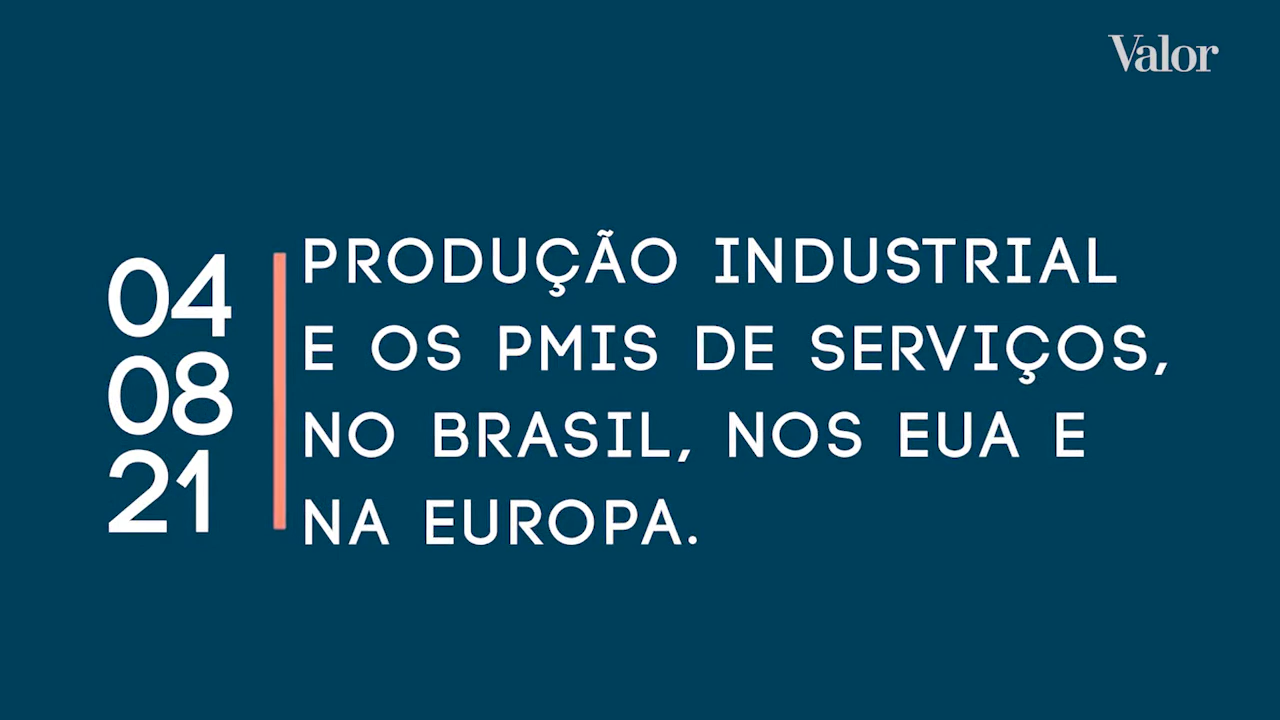 Valor
04
08
21
PRODUÇÃO INDUSTRIAL
E OS PMIS DE SERVIÇOS,
NO BRASIL, NOS EUA E
NA EUROPA.